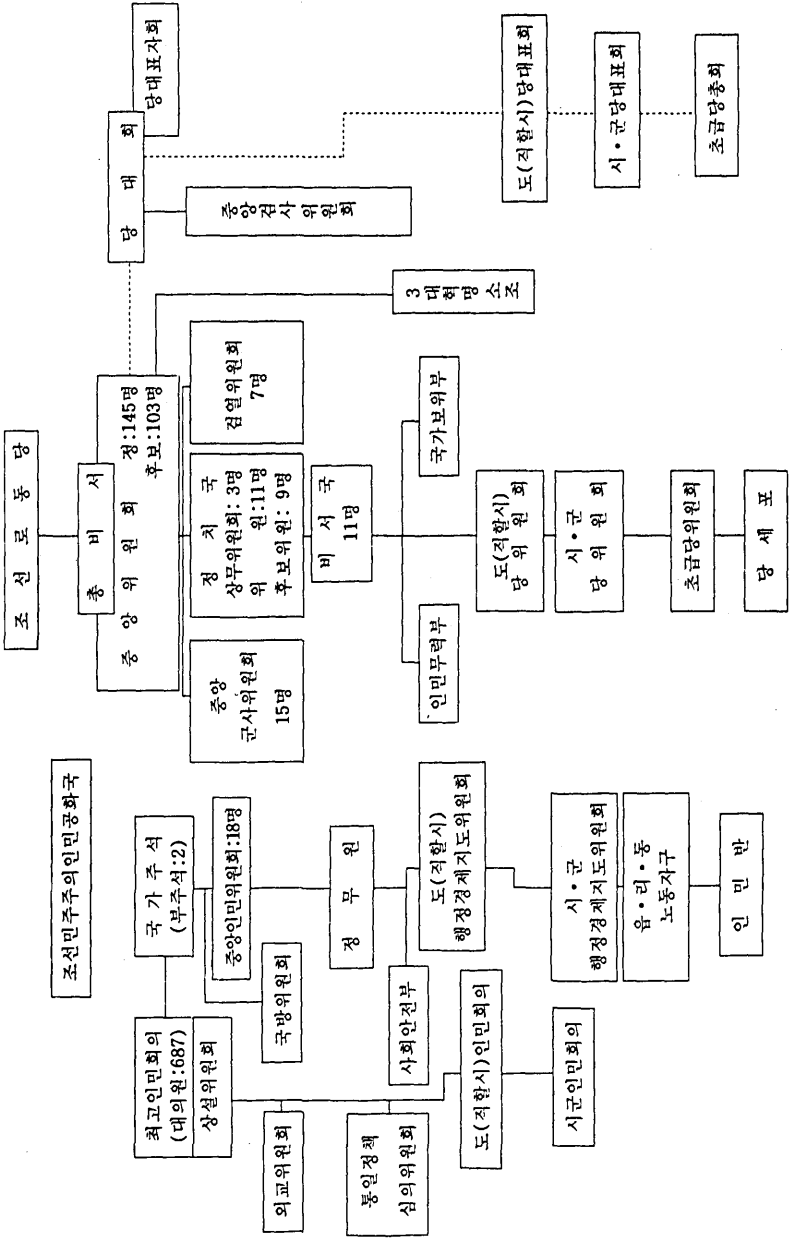 조선민주주의인민공화국
최고인민회의
(대의원:687)
상설위원회
국가주석
(부주석:2)
중앙인민위원회:18명
국방위원회
외교위원회
통일정책
심의위원회
정 무 원
사회안전부
도(직할시)
행정경제지도위원회
도(직할시)인민회의
시군인민회의
시•군
행정경제지도위원회
읍•리•동
노동자구
인 민 반
조 선 로 동 당
총 비 서
중 앙 위 원 회
정:145명
후보:103명
당 대 회
당대표자회
중앙검사위원회
중앙
군사위원회
15명
정 치 국
상무위원회: 3명
위 원:11명
후보위원: 9명
검열위원회
7명
비 서 국
11명
3대혁명소조
인민무력부
국가보위부
도(직할시)
당 위 원 회
시•군
당 위 원 회
초급당위원회
당 세 포
도(직할시)당대표회
시•군당대표회
초급당총회